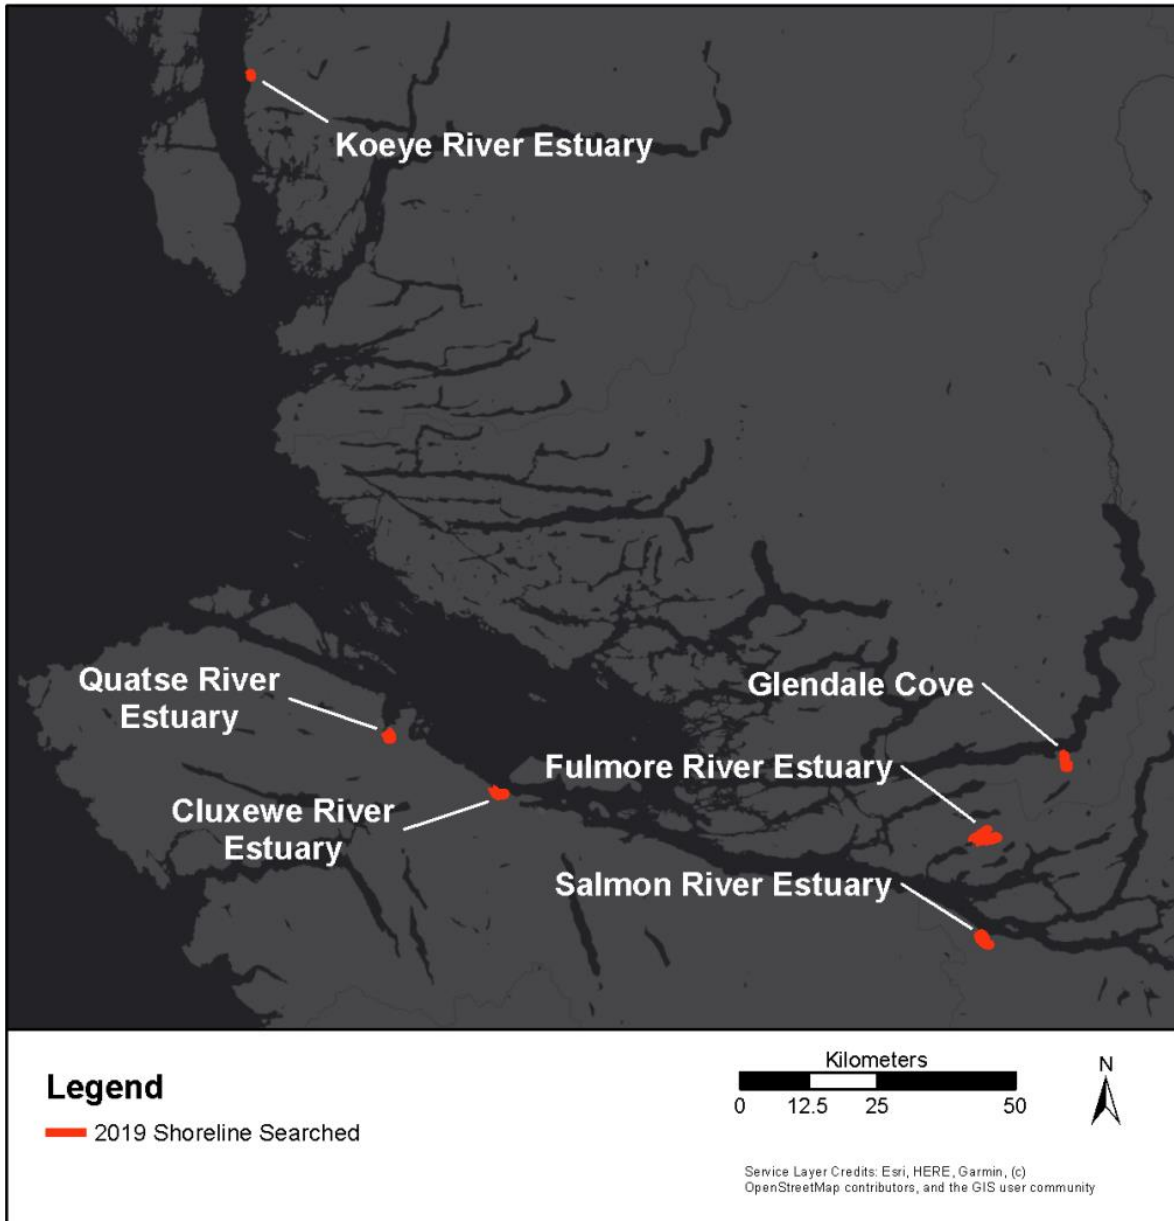 Koeye River Estuary
Quatse River
Estuary
Glendale Cove
Fulmore River Estuary
Cluxewe River
Estuary
Salmon River Estuary
Legend
2019 Shoreline Searched
Kilometers
0 12.5 25 50
N
Service Layer Credits: Esri, HERE, Garmin, (c)
OpenStreetMap contributors, and the GIS user community